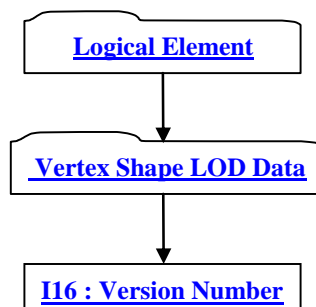 Logical Element
Vertex Shape LOD Data
I16 : Version Number